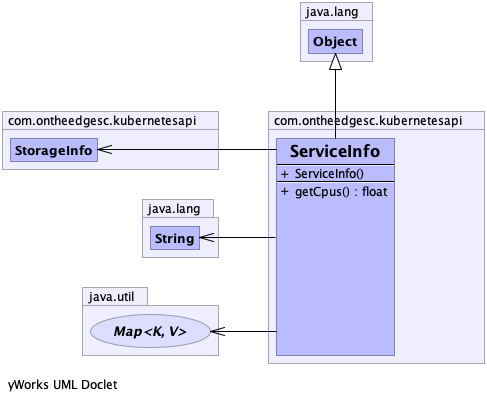 java.lang
Object
com.ontheedgesc.kubernetesapi
StorageInfo
com.ontheedgesc.kubernetesapi
ServiceInfo
+ ServiceInfo()
+ getCpus() : float
java.lang
String
java.util
Map<K, V>
yWorks UML Doclet